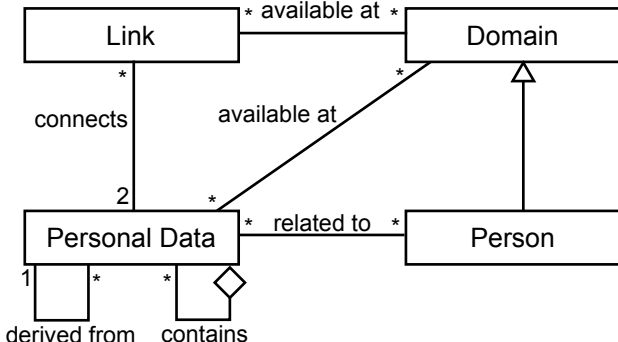 * available at *
Link
Domain
*
*
connects
available at
2
*
Personal Data
* related to *
Person
1
*
*
derived from
contains